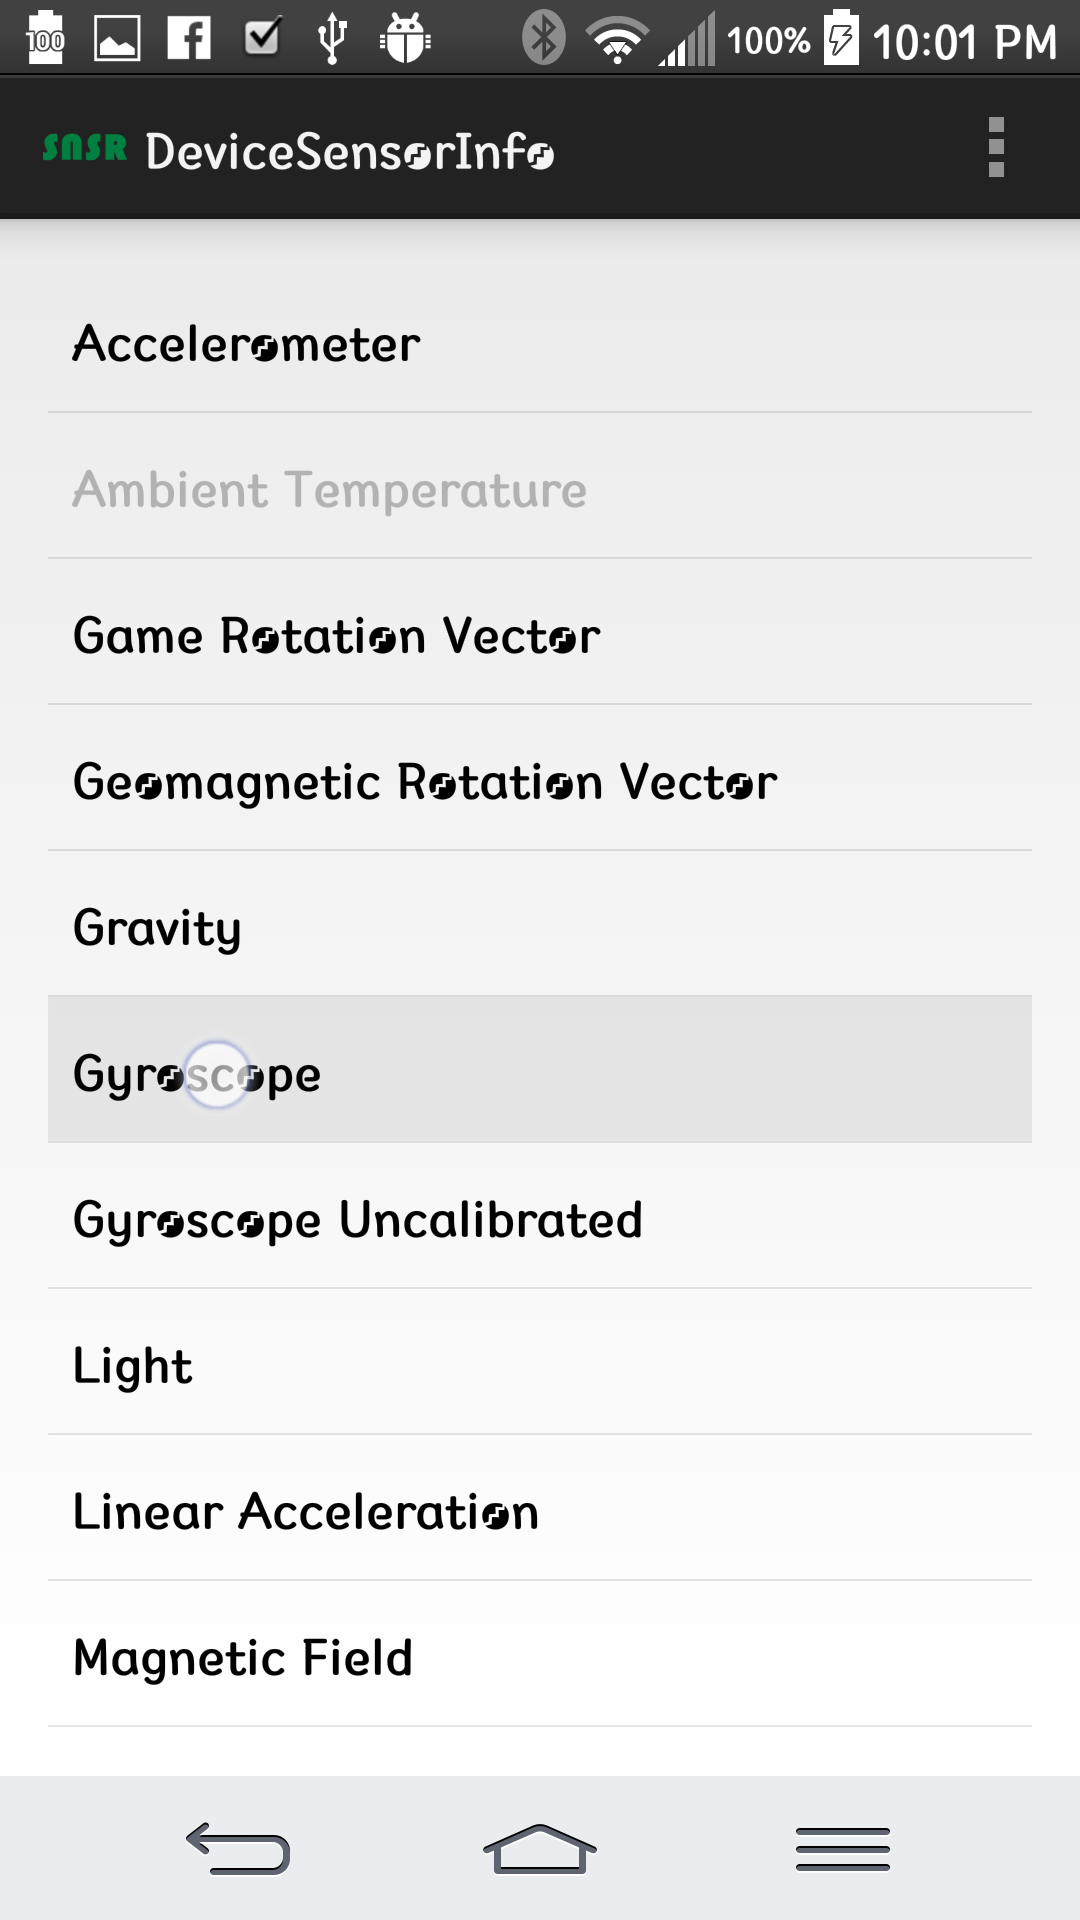 100 100% 10:01 PM
SNSR DeviceSensorInfo
Accelerometer
Ambient Temperature
Game Rotation Vector
Geomagnetic Rotation Vector
Gravity
Gyroscope
Gyroscope Uncalibrated
Light
Linear Acceleration
Magnetic Field